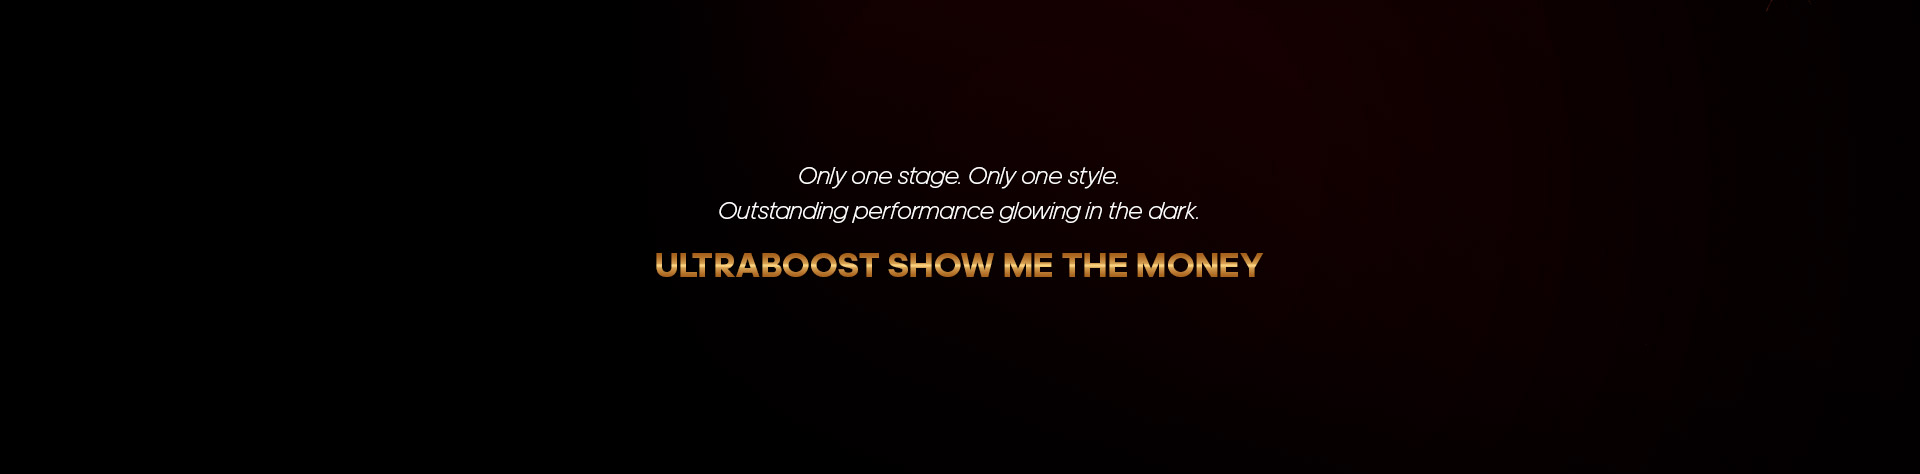 Only one stage. Only one style.
Outstanding performance glowing in the dark.
ULTRABOOST SHOW ME THE MONEY